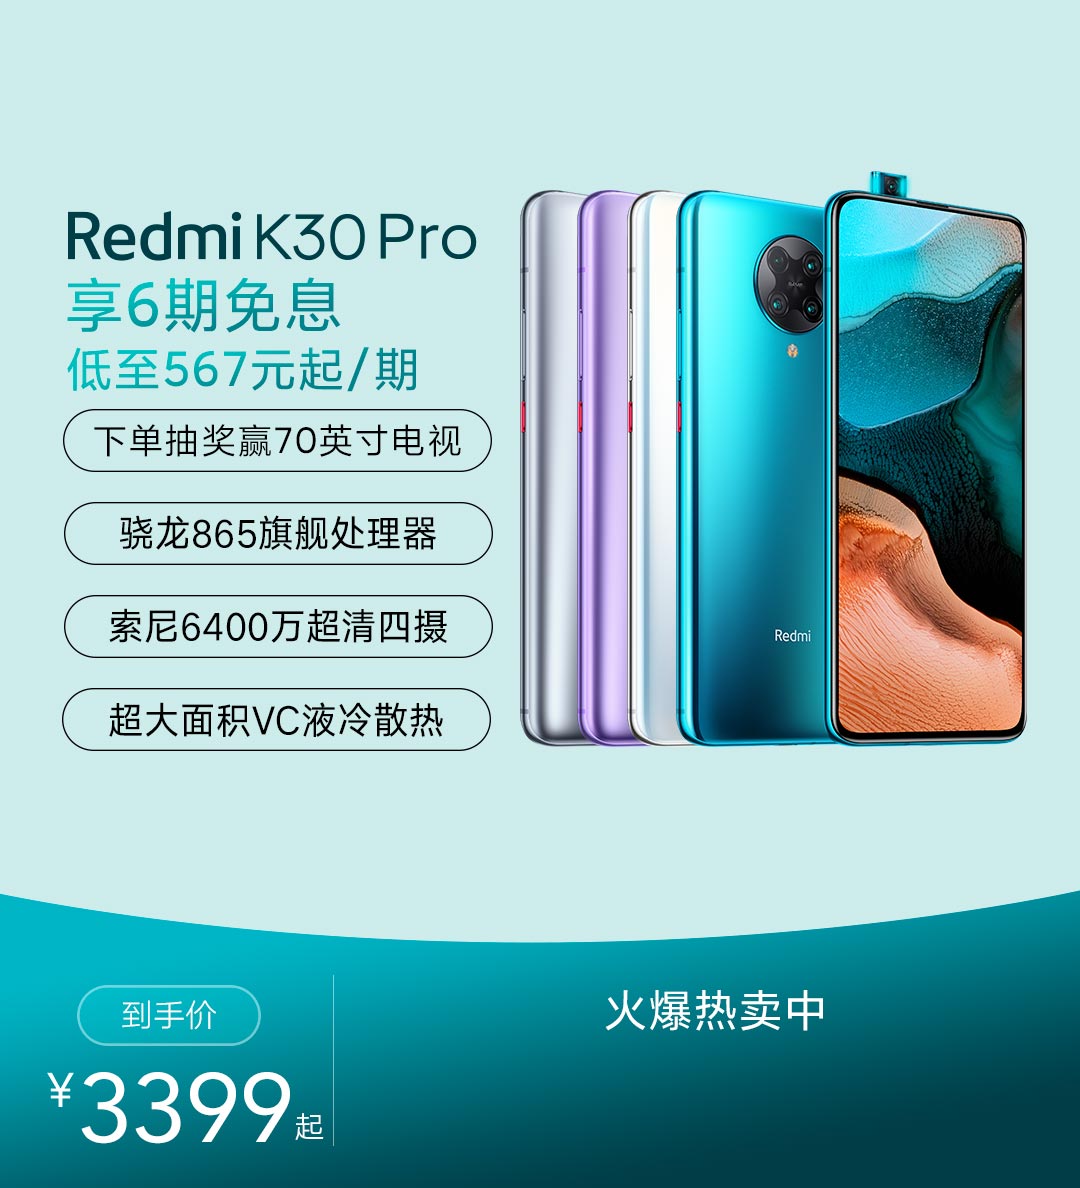 Redmi K30 Pro
享6期免息
低至567元起/期
下单抽奖赢70英寸电视
骁龙865旗舰处理器
索尼6400万超清四摄
超大面积VC液冷散热
Redmi
到手价
¥3399起
火爆热卖中